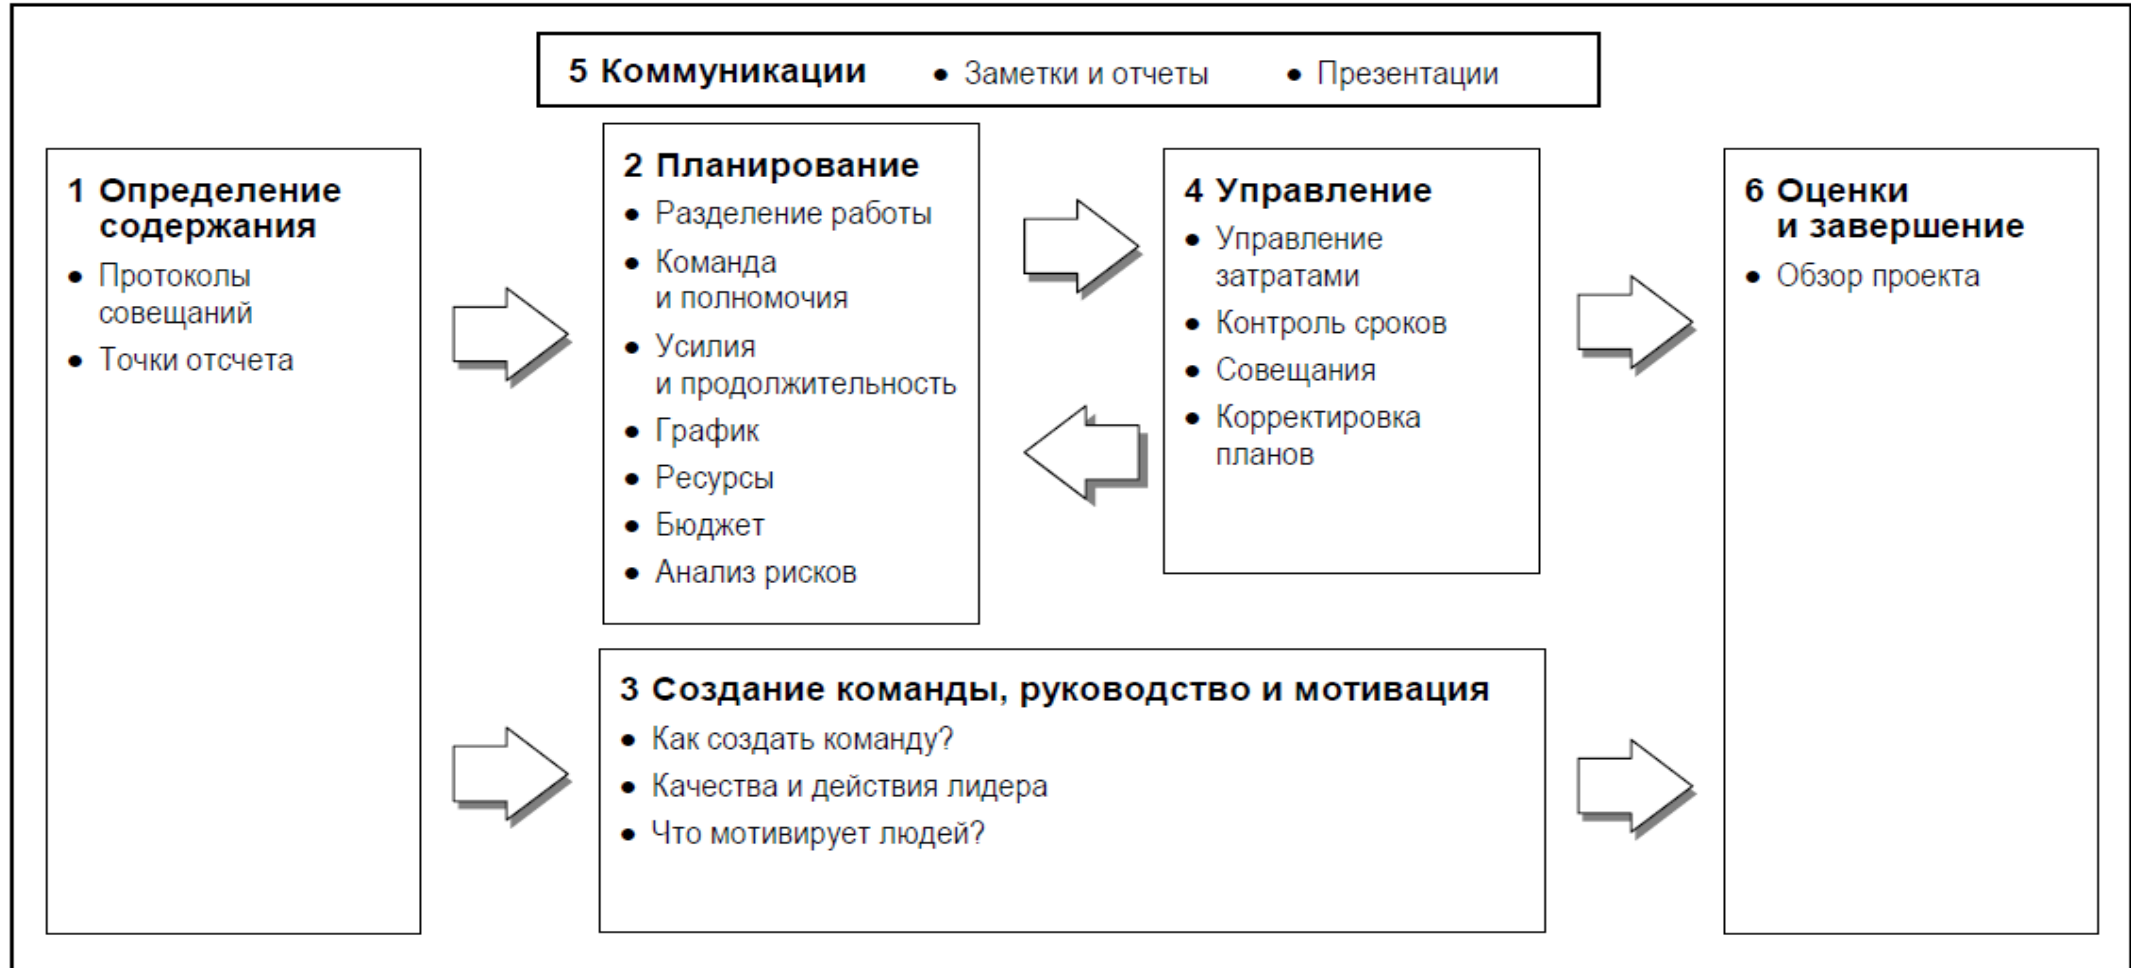 5 Коммуникации • Заметки и отчеты • Презентации
1 Определение
содержания
• Протоколы
совещаний
• Точки отсчета
2 Планирование
• Разделение работы
• Команда
и полномочия
• Усилия
и продолжительность
• График
• Ресурсы
• Бюджет
• Анализ рисков
4 Управление
• Управление
затратами
• Контроль сроков
• Совещания
• Корректировка
планов
6 Оценки
и завершение
• Обзор проекта
3 Создание команды, руководство и мотивация
• Как создать команду?
• Качества и действия лидера
• Что мотивирует людей?